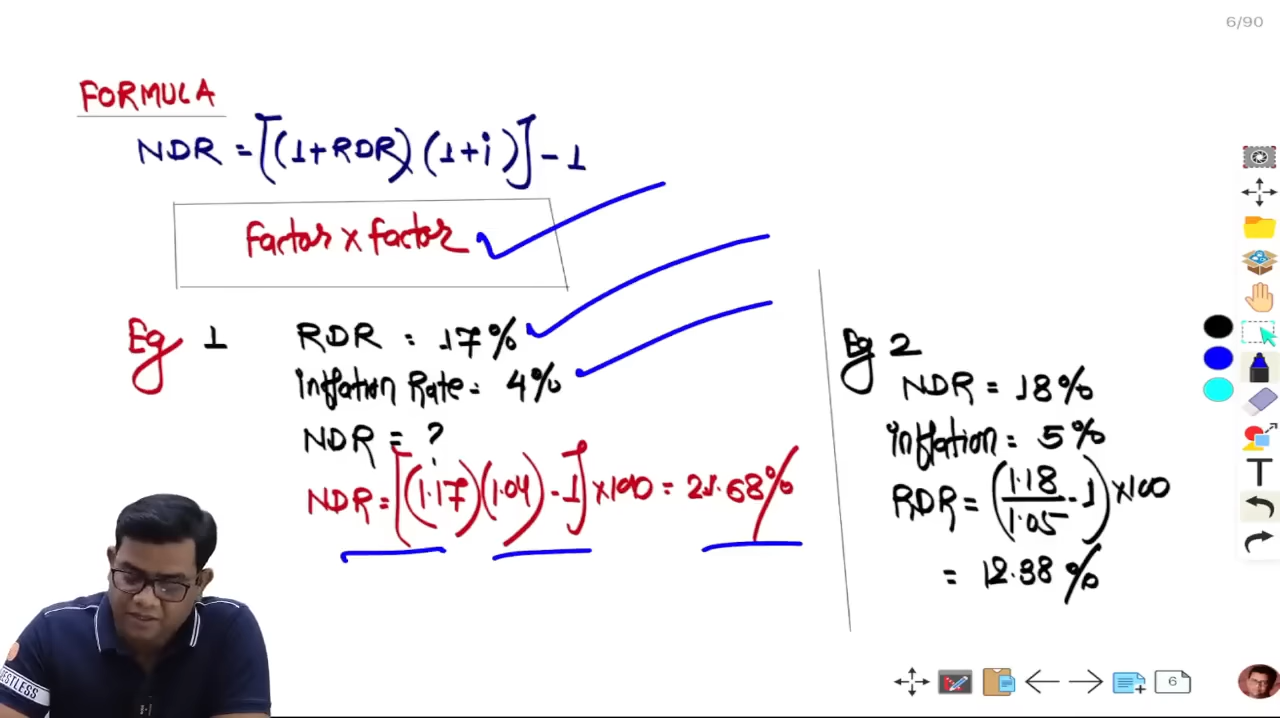 6/90
FORMULA
NDR = [(1+RDR) (1+i)] - 1
Factor x Factor
Eg 1
RDR = 17%
Inflation Rate = 4%
NDR = ?
NDR = [(1.17)(1.04) - 1] x100 = 21.68%
Eg 2
NDR = 18%
Inflation = 5%
RDR = (1.18/1.05 - 1) x100
= 12.38%
RESTLESS
T
6